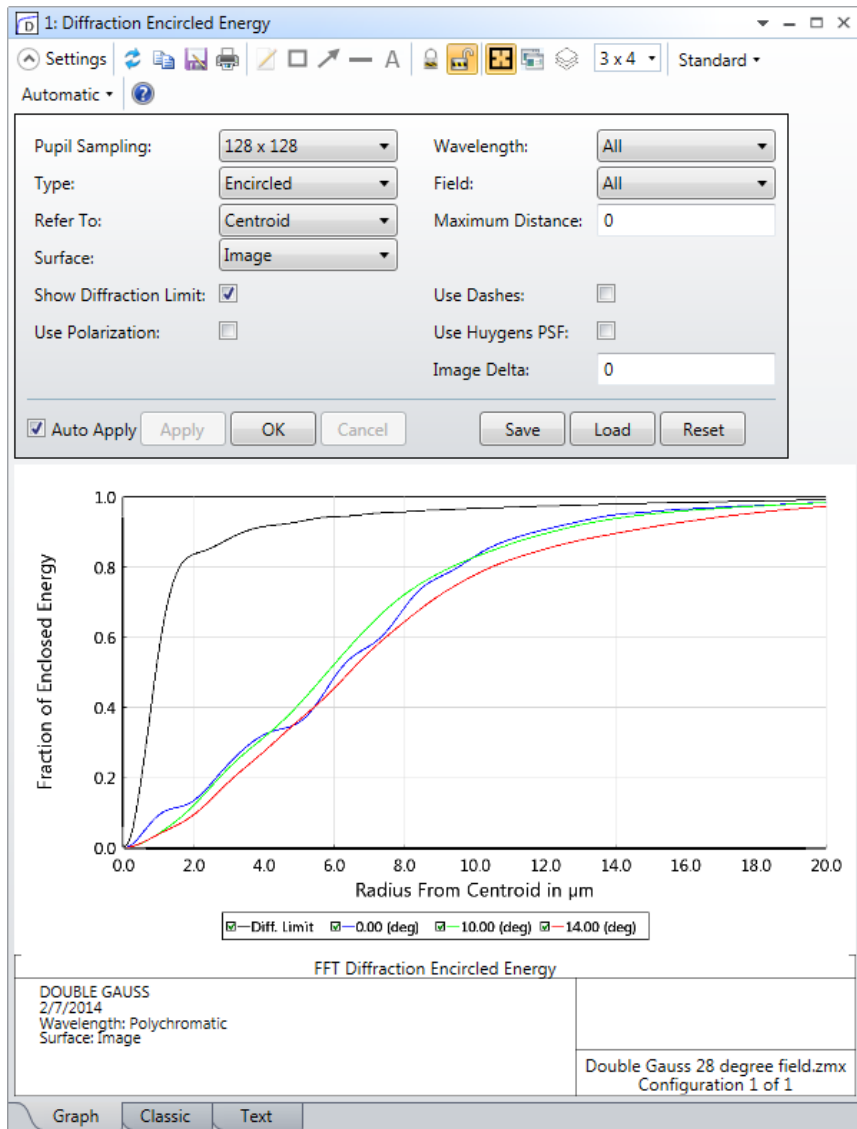 1: Diffraction Encircled Energy
Settings A 3 x 4 Standard
Automatic
Pupil Sampling: 128 x 128 Wavelength: All
Type: Encircled Field: All
Refer To: Centroid Maximum Distance: 0
Surface: Image
Show Diffraction Limit: Use Dashes:
Use Polarization: Use Huygens PSF:
Image Delta: 0
Auto Apply Apply OK Cancel Save Load Reset
1.0
0.8
0.6
0.4
0.2
0.0
Fraction of Enclosed Energy
0.0 2.0 4.0 6.0 8.0 10.0 12.0 14.0 16.0 18.0 20.0
Radius From Centroid in µm
Diff. Limit 0.00 (deg) 10.00 (deg) 14.00 (deg)
FFT Diffraction Encircled Energy
DOUBLE GAUSS
2/7/2014
Wavelength: Polychromatic
Surface: Image
Double Gauss 28 degree field.zmx
Configuration 1 of 1
Graph Classic Text